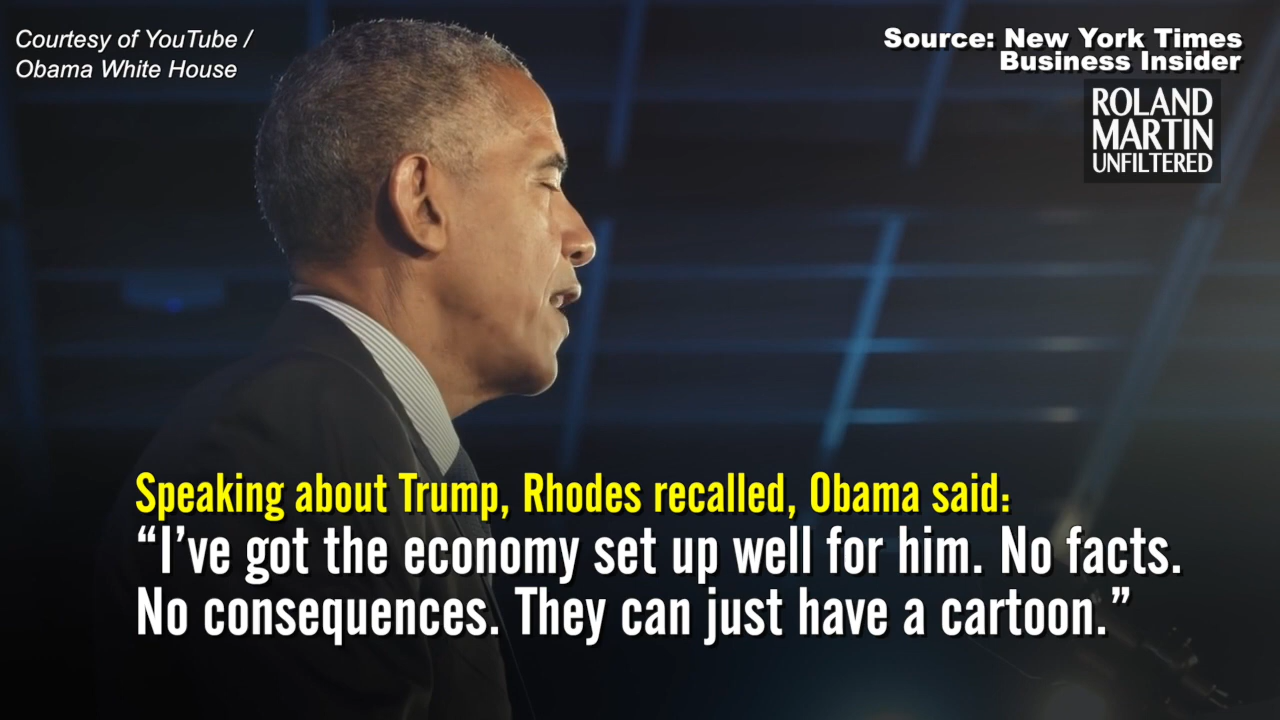 Courtesy of YouTube /
Obama White House
Source: New York Times
Business Insider
ROLAND
MARTIN
UNFILTERED
Speaking about Trump, Rhodes recalled, Obama said:
“I’ve got the economy set up well for him. No facts.
No consequences. They can just have a cartoon.”